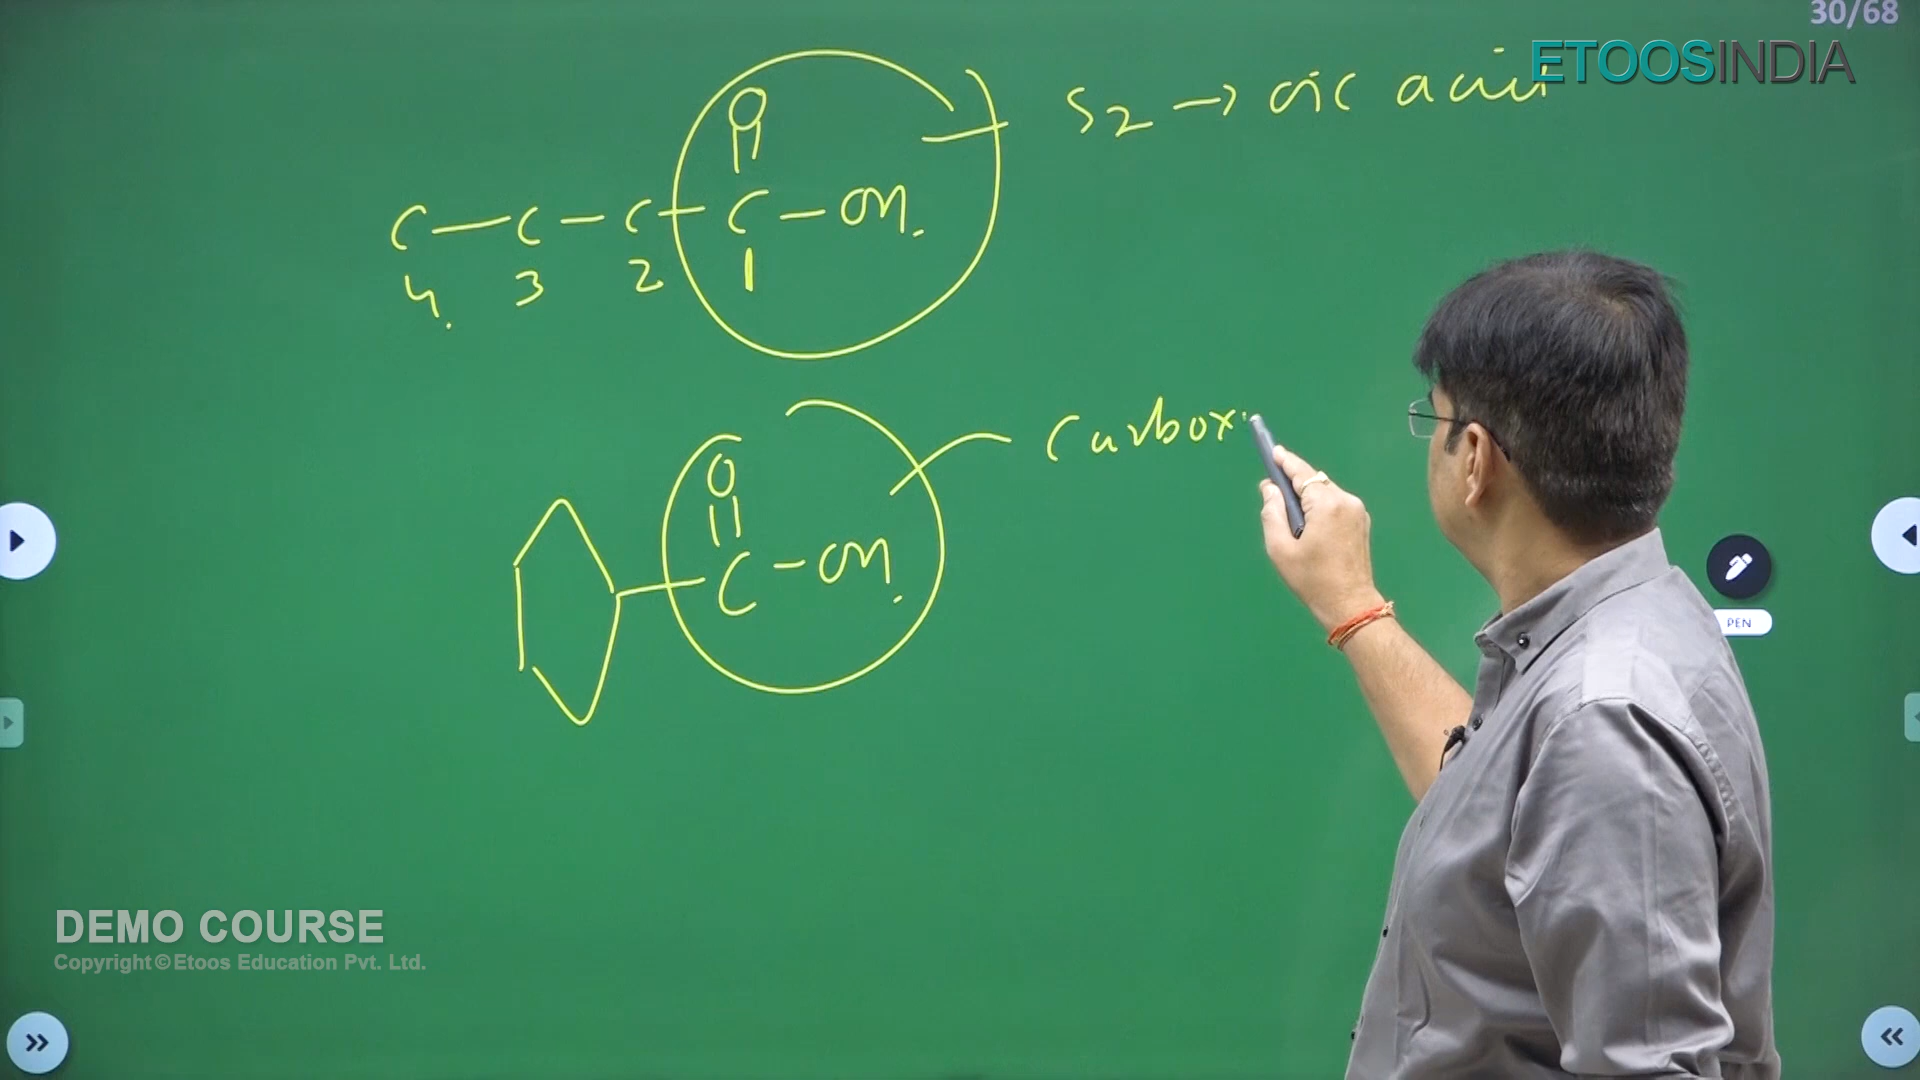 30/68
ETOOSINDIA
S2 → oic acid
O
C — C — C — C — OH.
4. 3 2 1
Carboxy
O
C — OH.
PEN
DEMO COURSE
Copyright © Etoos Education Pvt. Ltd.